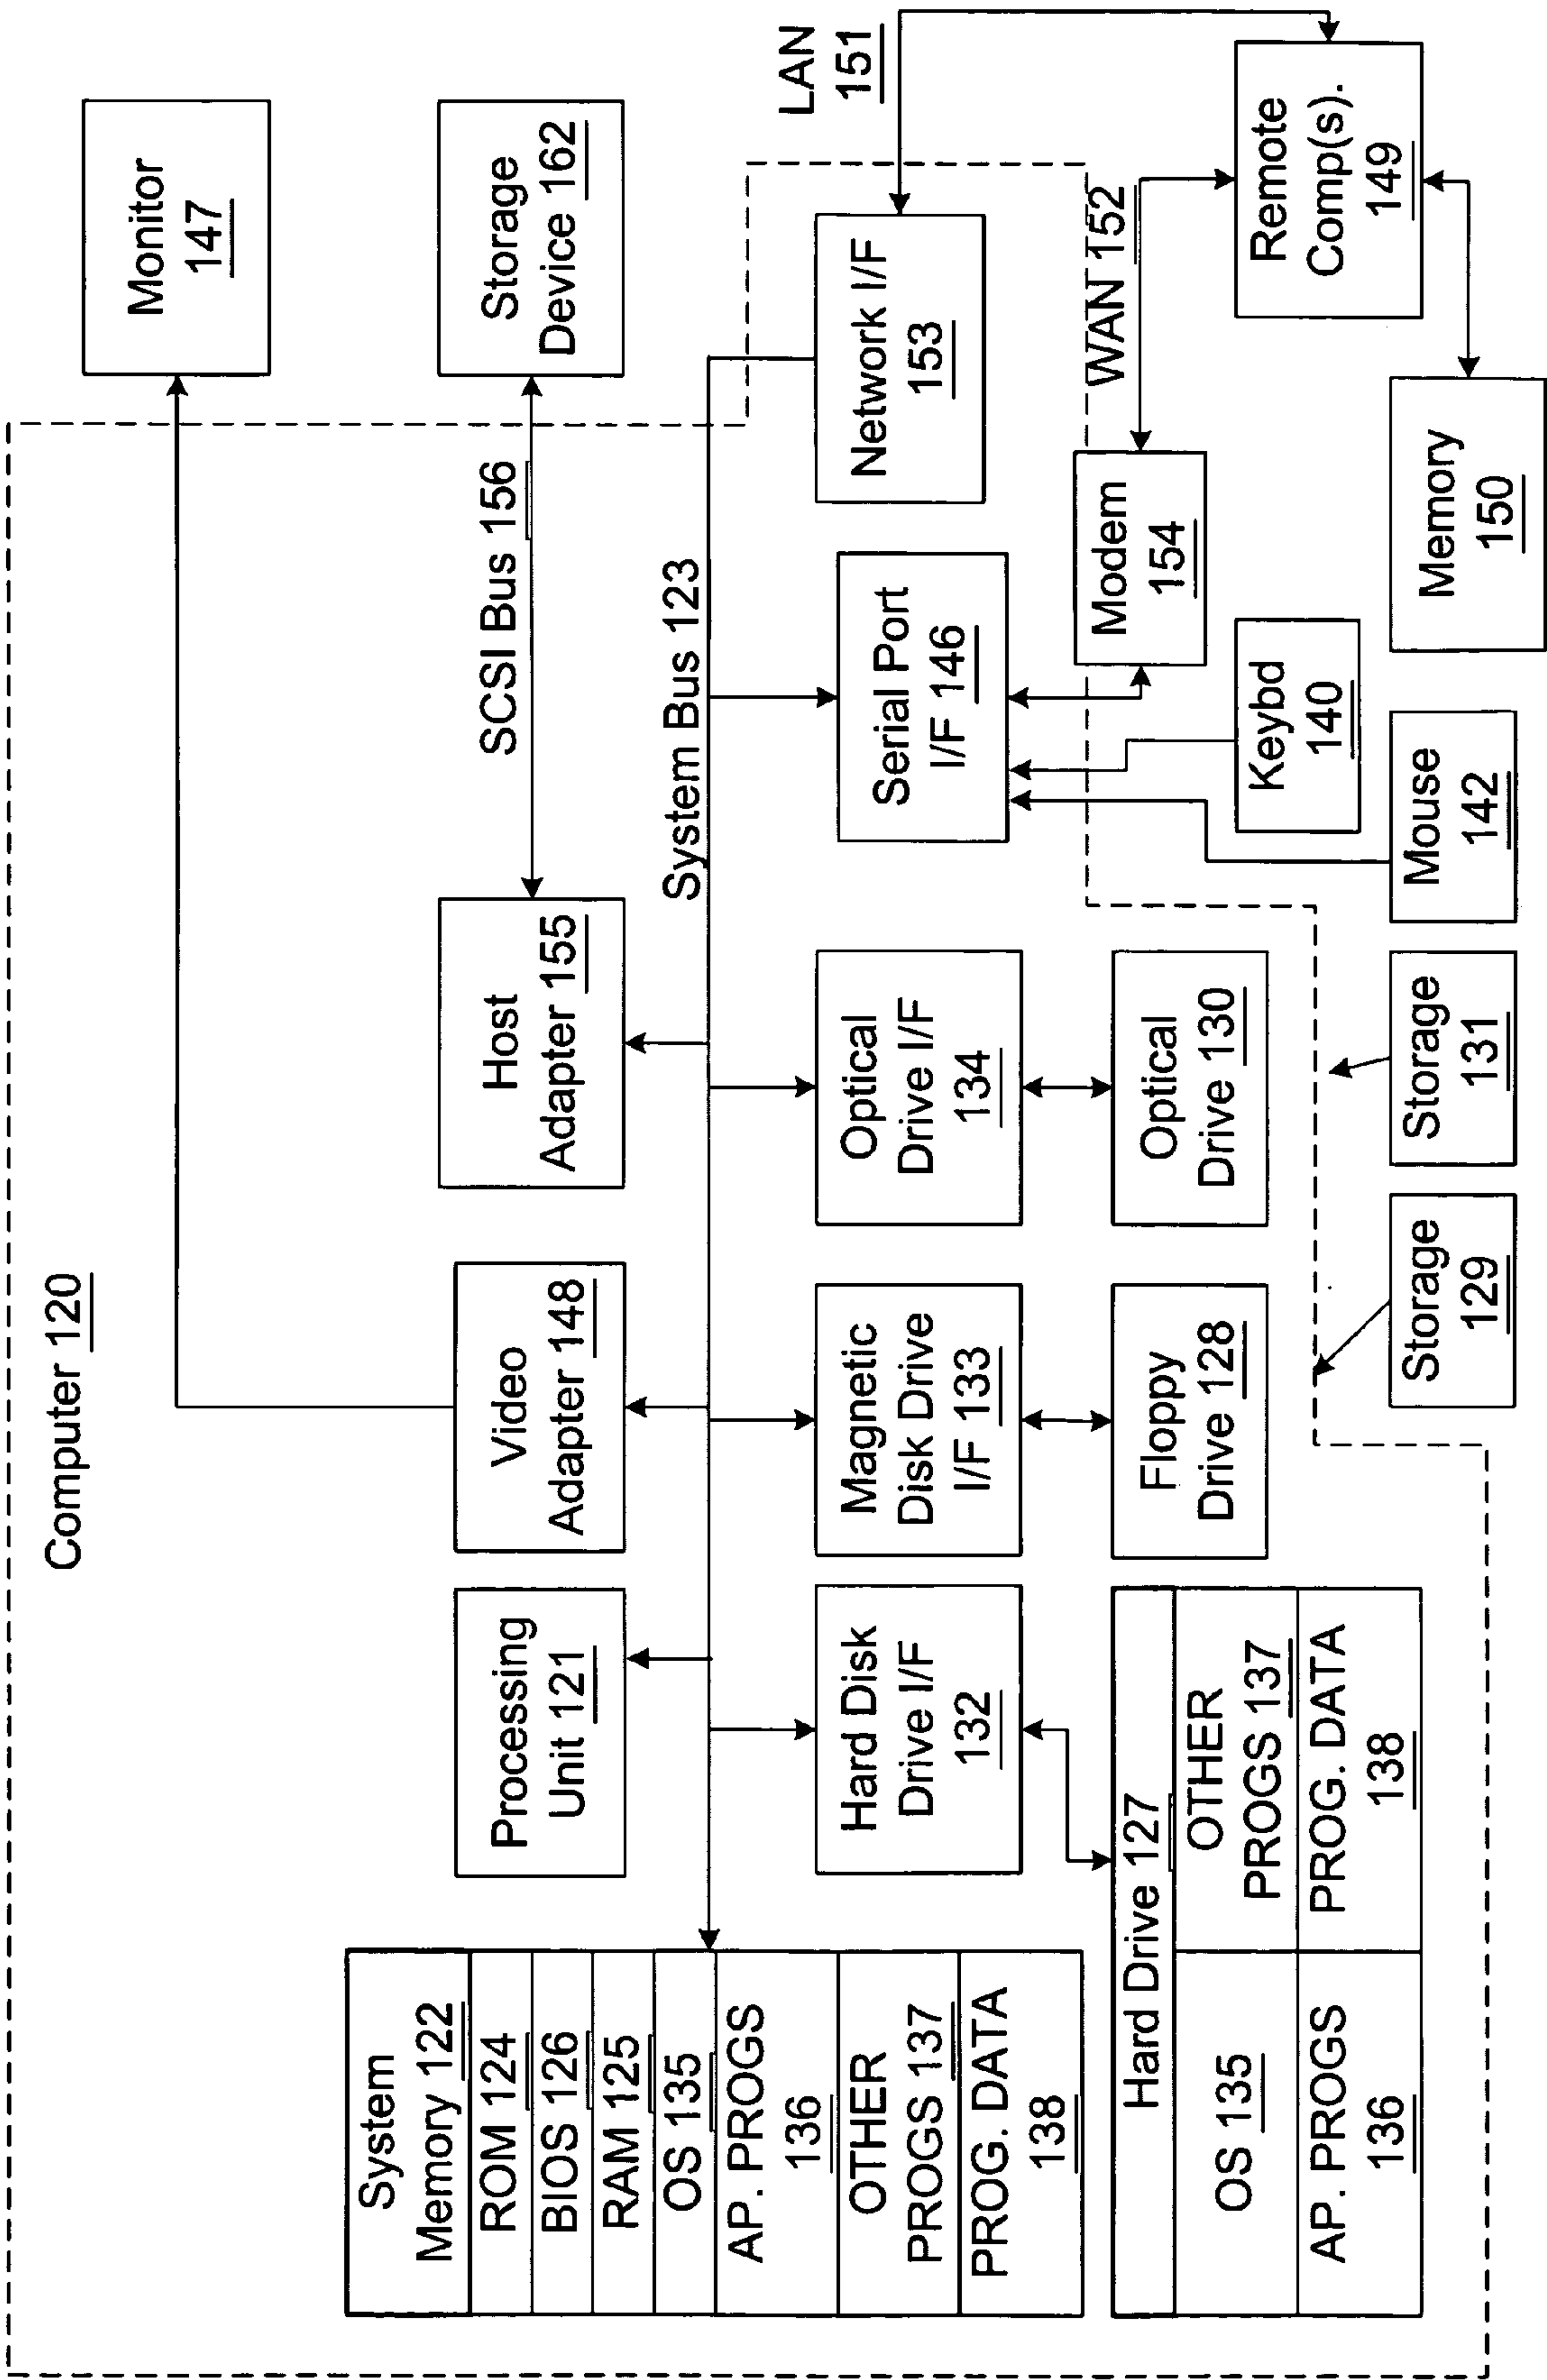 Computer 120
System
Memory 122
ROM 124
BIOS 126
RAM 125
OS 135
AP. PROGS
136
OTHER
PROGS 137
PROG. DATA
138
Processing
Unit 121
Video
Adapter 148
Host
Adapter 155
SCSI Bus 156
Monitor
147
Storage
Device 162
System Bus 123
Hard Disk
Drive I/F
132
Magnetic
Disk Drive
I/F 133
Optical
Drive I/F
134
Serial Port
I/F 146
Network I/F
153
LAN
151
Hard Drive 127
OS 135
OTHER
PROGS 137
AP. PROGS
136
PROG. DATA
138
Floppy
Drive 128
Optical
Drive 130
Modem
154
WAN 152
Keybd
140
Remote
Comp(s).
149
Storage
129
Storage
131
Mouse
142
Memory
150